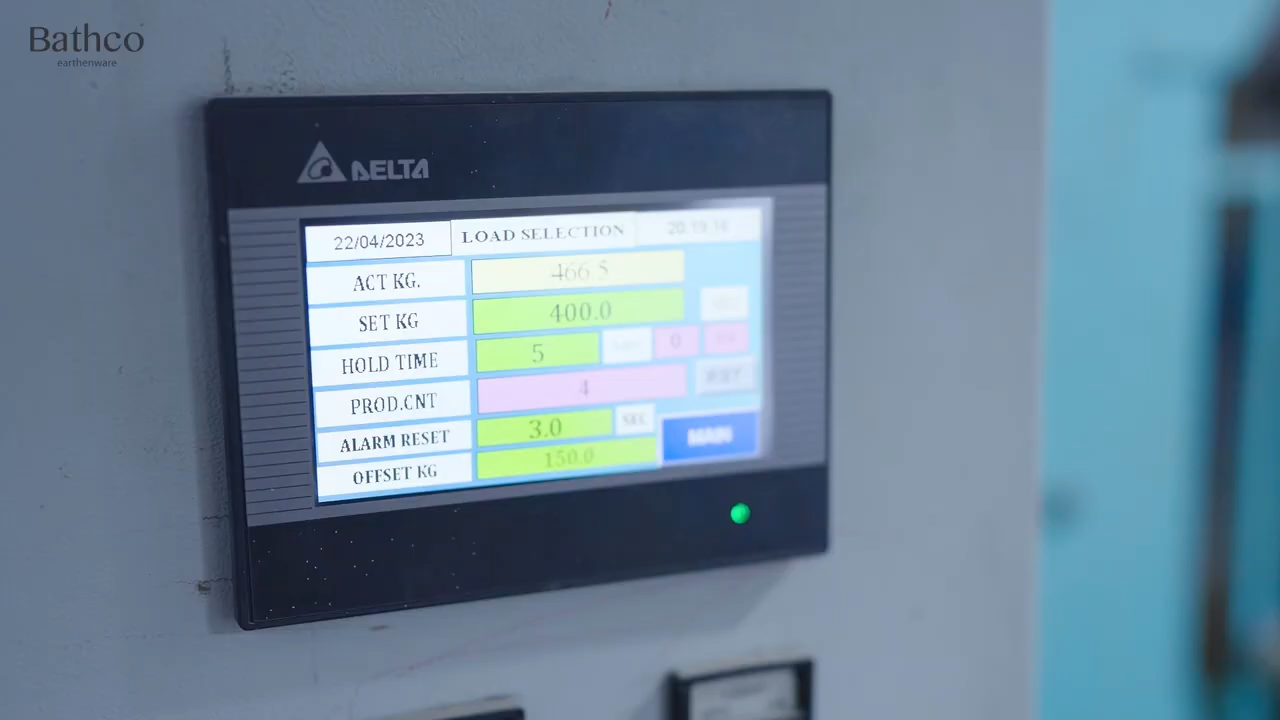 Bathco
earthenware
DELTA
22/04/2023 LOAD SELECTION
ACT KG. 466.5
SET KG 400.0
HOLD TIME 5 0
PROD.CNT 4
ALARM RESET 3.0 SEC
OFFSET KG 150.0
MAIN